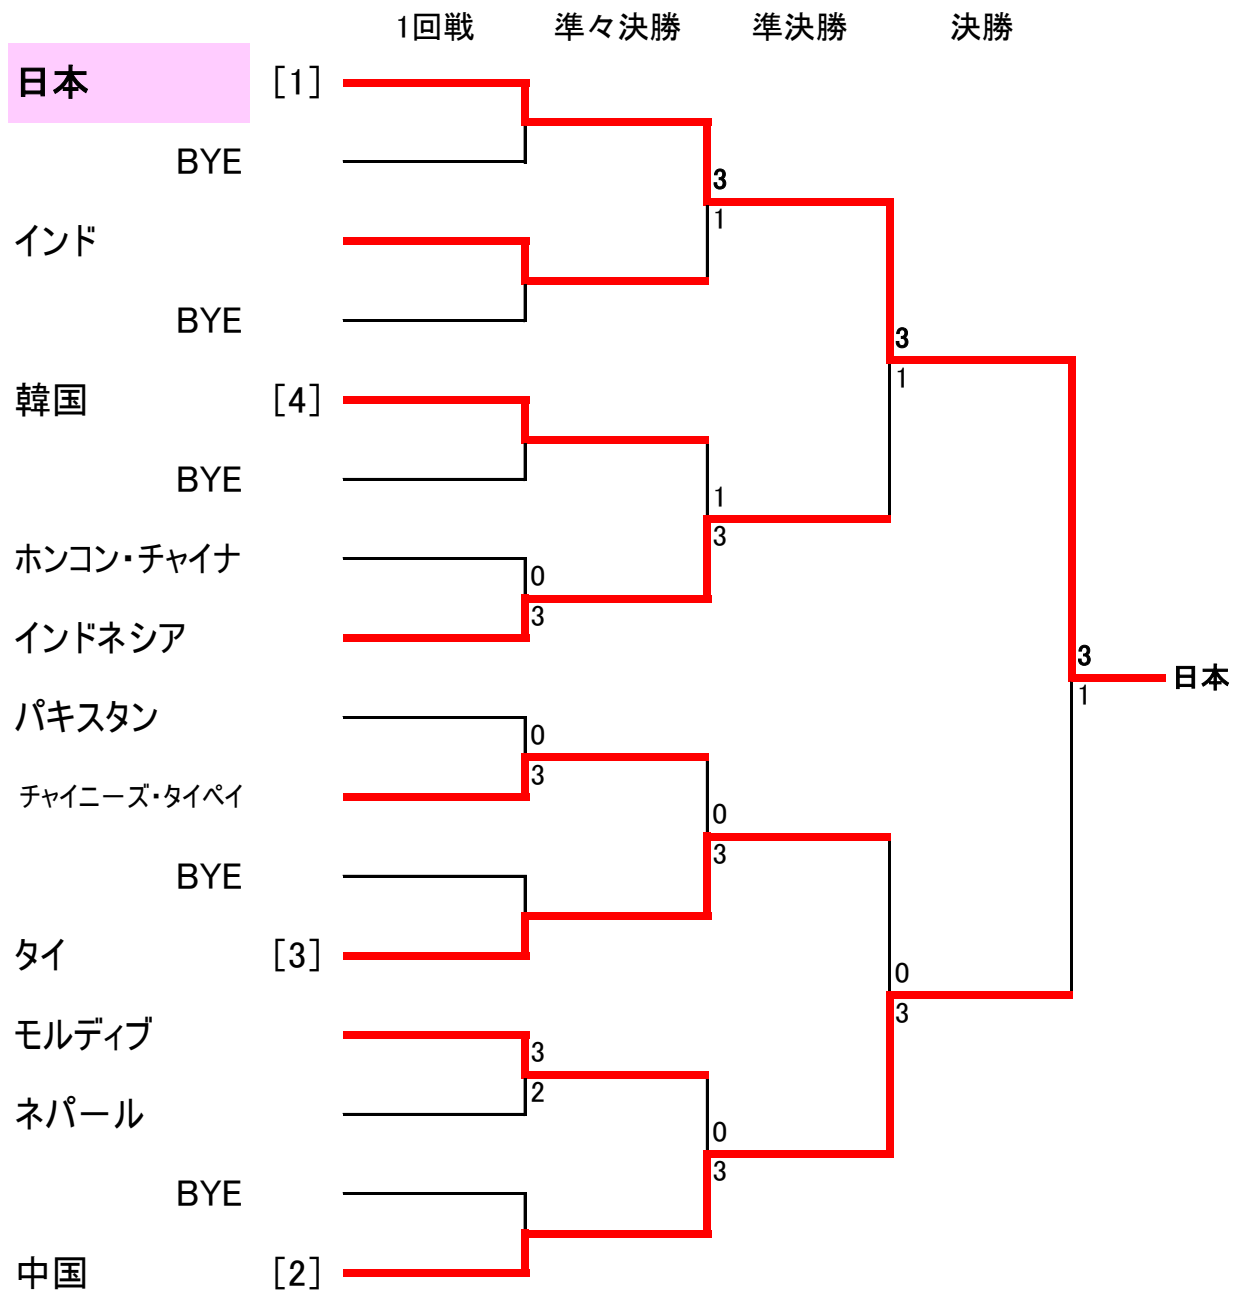 1回戦 準々決勝 準決勝 決勝
日本 [1]
BYE
3
1
インド
BYE
3
1
韓国 [4]
BYE
1
3
ホンコン・チャイナ
0
3
インドネシア
3 日本
1
パキスタン
0
3
チャイニーズ・タイペイ
0
3
BYE
タイ [3]
0
3
モルディブ
3
2
ネパール
0
3
BYE
中国 [2]